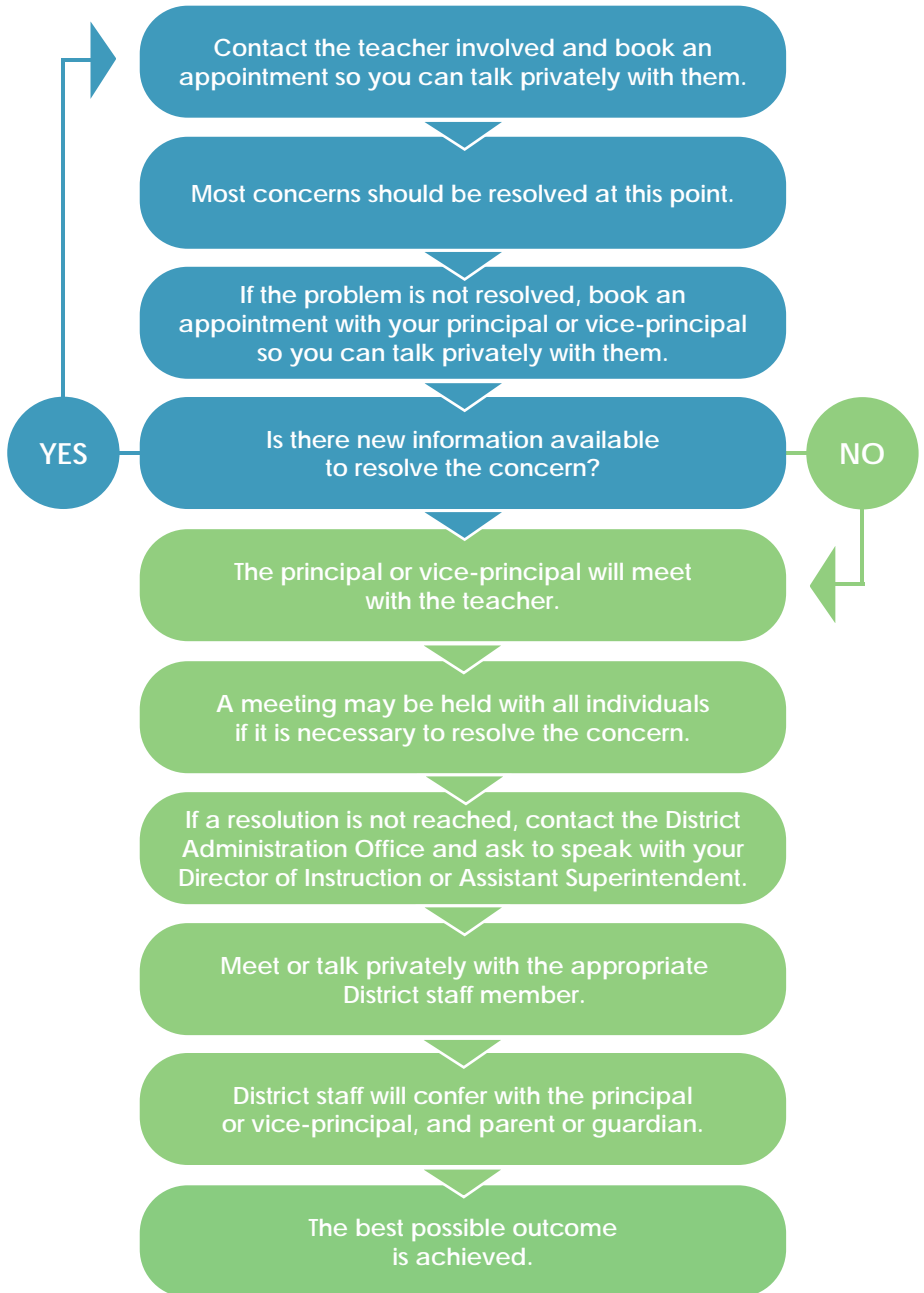 Contact the teacher involved and book an
appointment so you can talk privately with them.
Most concerns should be resolved at this point.
If the problem is not resolved, book an
appointment with your principal or vice-principal
so you can talk privately with them.
YES
Is there new information available
to resolve the concern?
NO
The principal or vice-principal will meet
with the teacher.
A meeting may be held with all individuals
if it is necessary to resolve the concern.
If a resolution is not reached, contact the District
Administration Office and ask to speak with your
Director of Instruction or Assistant Superintendent.
Meet or talk privately with the appropriate
District staff member.
District staff will confer with the principal
or vice-principal, and parent or guardian.
The best possible outcome
is achieved.